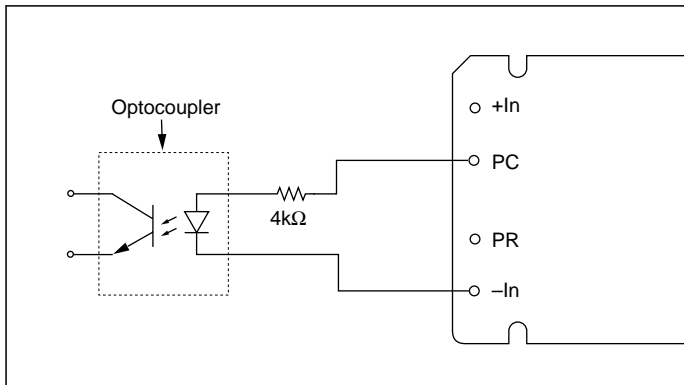 Optocoupler
+In
PC
4kΩ
PR
–In